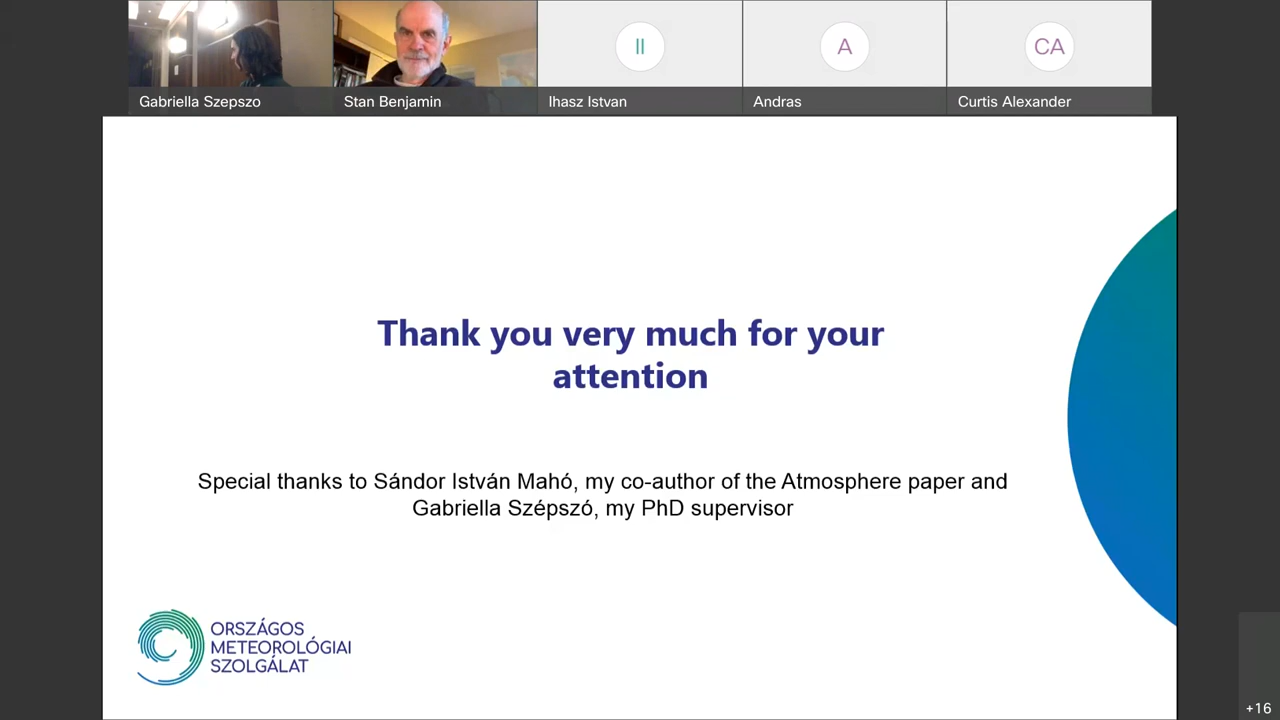 II
A
CA
Gabriella Szepszo
Stan Benjamin
Ihasz Istvan
Andras
Curtis Alexander
Thank you very much for your
attention
Special thanks to Sándor István Mahó, my co-author of the Atmosphere paper and
Gabriella Szépszó, my PhD supervisor
ORSZÁGOS
METEOROLÓGIAI
SZOLGÁLAT
+16